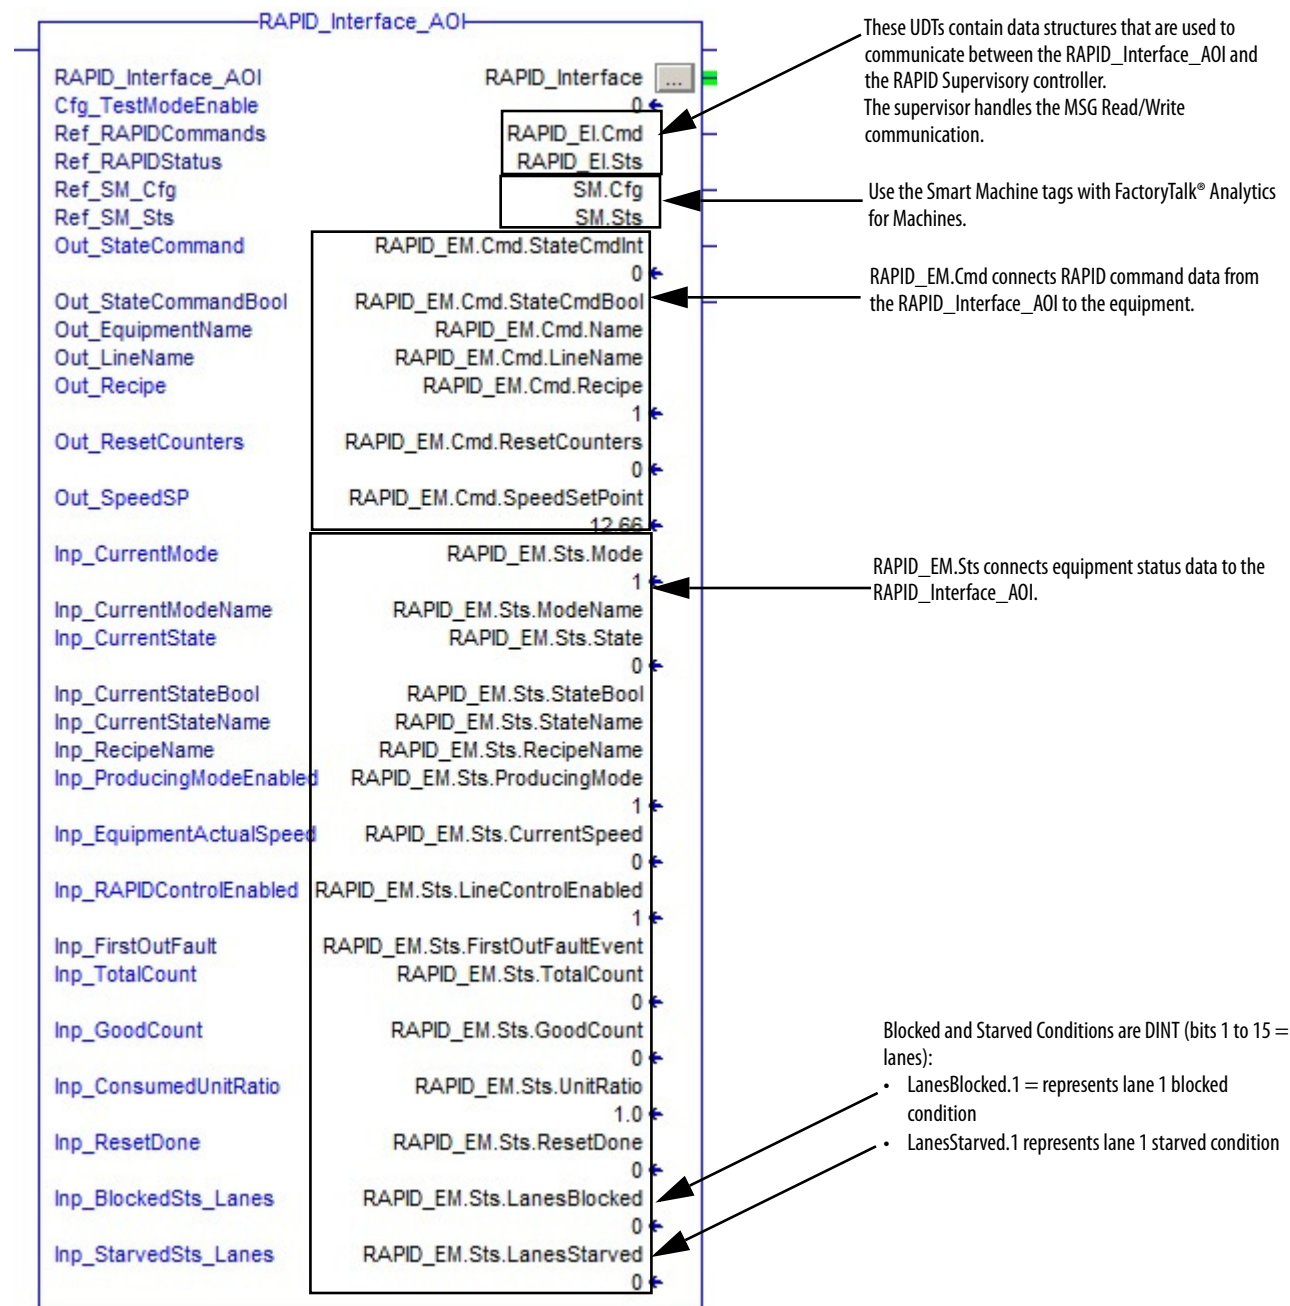 RAPID_Interface_AOI
RAPID_Interface_AOI RAPID_Interface ...
Cfg_TestModeEnable
0
Ref_RAPIDCommands RAPID_EI.Cmd
Ref_RAPIDStatus RAPID_EI.Sts
Ref_SM_Cfg SM.Cfg
Ref_SM_Sts SM.Sts
Out_StateCommand RAPID_EM.Cmd.StateCmdInt
0
Out_StateCommandBool RAPID_EM.Cmd.StateCmdBool
Out_EquipmentName RAPID_EM.Cmd.Name
Out_LineName RAPID_EM.Cmd.LineName
Out_Recipe RAPID_EM.Cmd.Recipe
1
Out_ResetCounters RAPID_EM.Cmd.ResetCounters
0
Out_SpeedSP RAPID_EM.Cmd.SpeedSetPoint
12.66
Inp_CurrentMode RAPID_EM.Sts.Mode
1
Inp_CurrentModeName RAPID_EM.Sts.ModeName
Inp_CurrentState RAPID_EM.Sts.State
0
Inp_CurrentStateBool RAPID_EM.Sts.StateBool
Inp_CurrentStateName RAPID_EM.Sts.StateName
Inp_RecipeName RAPID_EM.Sts.RecipeName
Inp_ProducingModeEnabled RAPID_EM.Sts.ProducingMode
1
Inp_EquipmentActualSpeed RAPID_EM.Sts.CurrentSpeed
0
Inp_RAPIDControlEnabled RAPID_EM.Sts.LineControlEnabled
1
Inp_FirstOutFault RAPID_EM.Sts.FirstOutFaultEvent
Inp_TotalCount RAPID_EM.Sts.TotalCount
0
Inp_GoodCount RAPID_EM.Sts.GoodCount
0
Inp_ConsumedUnitRatio RAPID_EM.Sts.UnitRatio
1.0
Inp_ResetDone RAPID_EM.Sts.ResetDone
0
Inp_BlockedSts_Lanes RAPID_EM.Sts.LanesBlocked
0
Inp_StarvedSts_Lanes RAPID_EM.Sts.LanesStarved
0
These UDTs contain data structures that are used to
communicate between the RAPID_Interface_AOI and
the RAPID Supervisory controller.
The supervisor handles the MSG Read/Write
communication.
Use the Smart Machine tags with FactoryTalk® Analytics
for Machines.
RAPID_EM.Cmd connects RAPID command data from
the RAPID_Interface_AOI to the equipment.
RAPID_EM.Sts connects equipment status data to the
RAPID_Interface_AOI.
Blocked and Starved Conditions are DINT (bits 1 to 15 =
lanes):
• LanesBlocked.1 = represents lane 1 blocked
condition
• LanesStarved.1 represents lane 1 starved condition